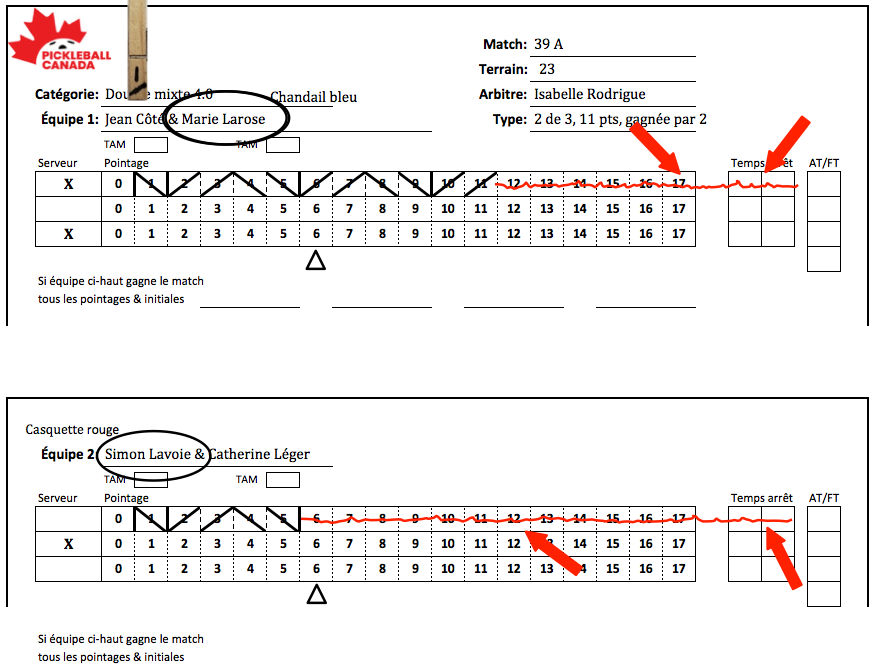 PICKLEBALL
CANADA
Match: 39 A
Terrain: 23
Catégorie: Double mixte 4.0 Chandail bleu
Arbitre: Isabelle Rodrigue
Équipe 1: Jean Côté & Marie Larose
Type: 2 de 3, 11 pts, gagnée par 2
TAM TAM
Serveur Pointage Temps arrêt AT/FT
X 0 1 2 3 4 5 6 7 8 9 10 11 12 13 14 15 16 17
0 1 2 3 4 5 6 7 8 9 10 11 12 13 14 15 16 17
X 0 1 2 3 4 5 6 7 8 9 10 11 12 13 14 15 16 17
Si équipe ci-haut gagne le match
tous les pointages & initiales
Casquette rouge
Équipe 2: Simon Lavoie & Catherine Léger
TAM TAM
Serveur Pointage Temps arrêt AT/FT
0 1 2 3 4 5 6 7 8 9 10 11 12 13 14 15 16 17
X 0 1 2 3 4 5 6 7 8 9 10 11 12 13 14 15 16 17
0 1 2 3 4 5 6 7 8 9 10 11 12 13 14 15 16 17
Si équipe ci-haut gagne le match
tous les pointages & initiales